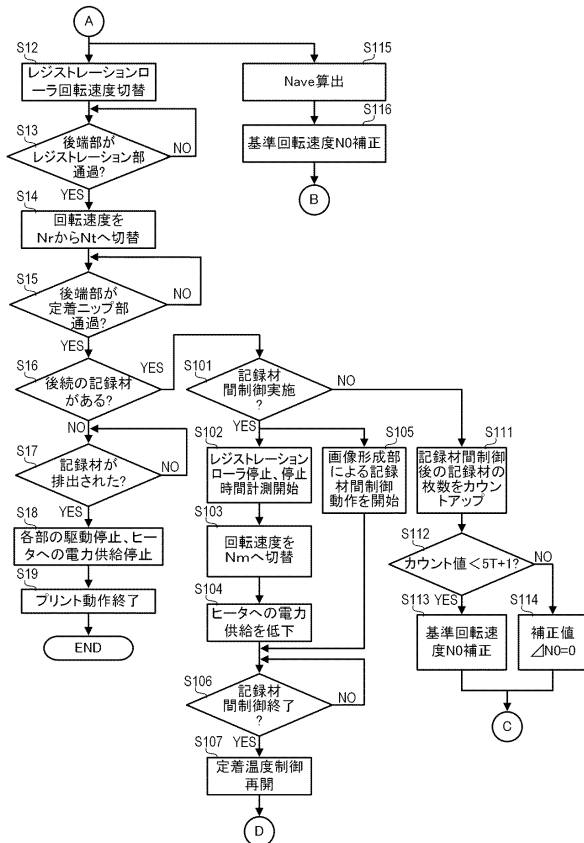 A
S12
レジストレーションロ
ーラ回転速度切替
S13
後端部が
レジストレーション部
通過?
NO
YES
S14
回転速度を
NrからNtへ切替
S15
後端部が
定着ニップ部
通過?
NO
YES
S16
後続の記録材
がある?
YES
NO
S17
記録材が
排出された?
NO
YES
S18
各部の駆動停止、ヒー
タへの電力供給停止
S19
プリント動作終了
END
S115
Nave算出
S116
基準回転速度N0補正
B
S101
記録材
間制御実施
?
NO
YES
S102
レジストレーション
ローラ停止、停止
時間計測開始
S103
回転速度を
Nmへ切替
S104
ヒータへの電力
供給を低下
S105
画像形成部
による記録
材間制御
動作を開始
S106
記録材
間制御終了
?
NO
YES
S107
定着温度制御
再開
D
S111
記録材間制御
後の記録材の
枚数をカウント
アップ
S112
カウント値<5T+1?
NO
YES
S113
基準回転速
度N0補正
S114
補正値
⊿N0=0
C